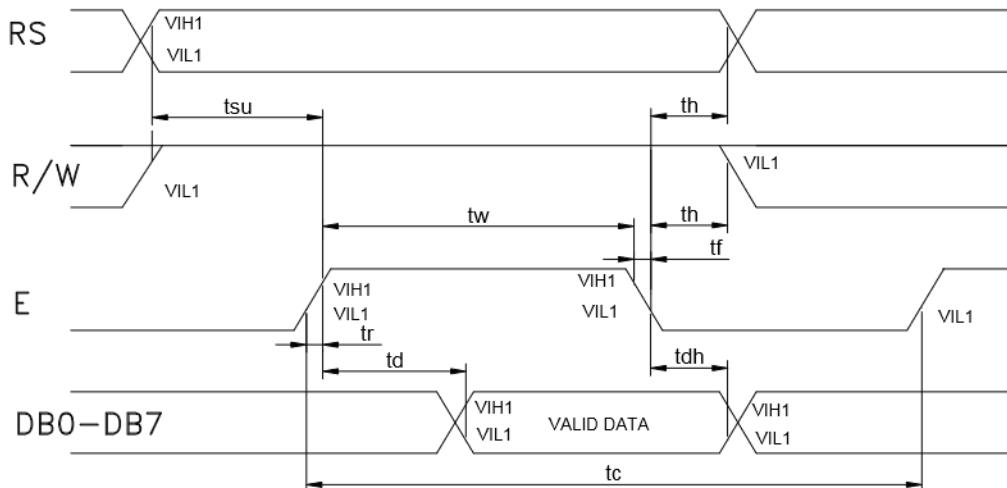 RS
VIH1
VIL1
tsu
th
R/W
VIL1
VIL1
tw
th
tf
E
VIH1
VIL1
VIH1
VIL1
VIL1
tr
td
tdh
DB0-DB7
VIH1
VIL1
VALID DATA
VIH1
VIL1
tc